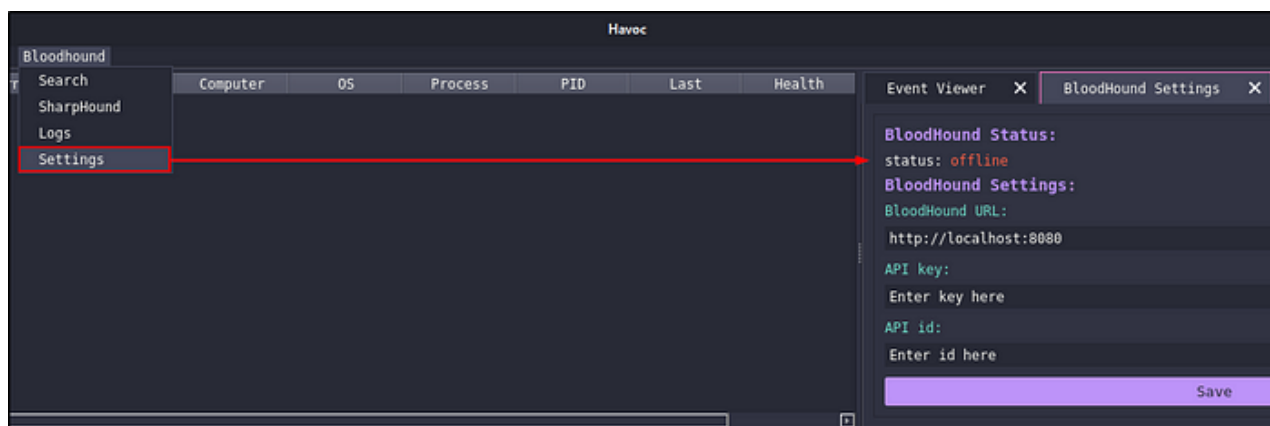 Havoc
Bloodhound
Search
SharpHound
Logs
Settings
Computer OS Process PID Last Health
Event Viewer X BloodHound Settings X
BloodHound Status:
status: offline
BloodHound Settings:
BloodHound URL:
http://localhost:8080
API key:
Enter key here
API id:
Enter id here
Save